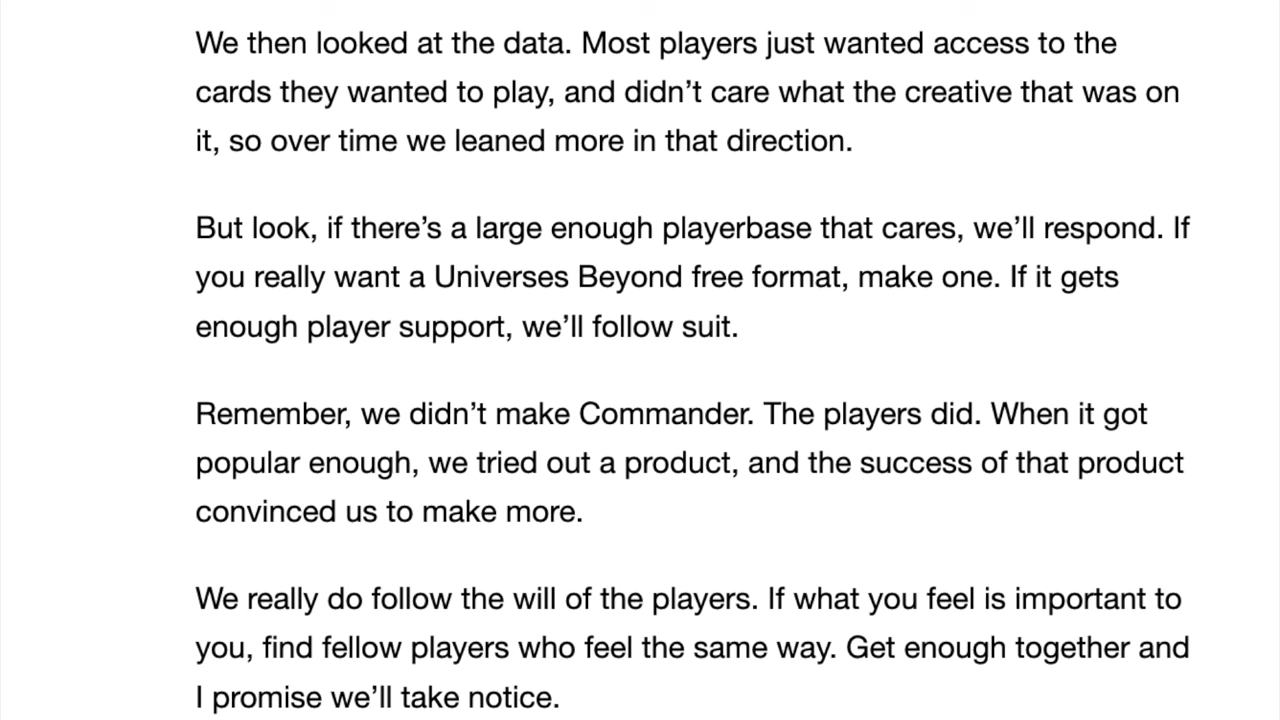 We then looked at the data. Most players just wanted access to the
cards they wanted to play, and didn’t care what the creative that was on
it, so over time we leaned more in that direction.
But look, if there’s a large enough playerbase that cares, we’ll respond. If
you really want a Universes Beyond free format, make one. If it gets
enough player support, we’ll follow suit.
Remember, we didn’t make Commander. The players did. When it got
popular enough, we tried out a product, and the success of that product
convinced us to make more.
We really do follow the will of the players. If what you feel is important to
you, find fellow players who feel the same way. Get enough together and
I promise we’ll take notice.